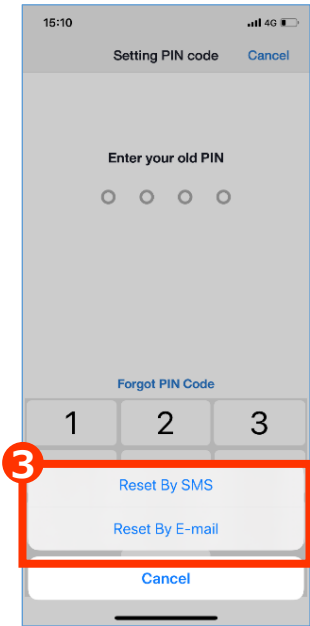 15:10 4G
Setting PIN code Cancel
Enter your old PIN
Forgot PIN Code
1 2 3
3
Reset By SMS
Reset By E-mail
Cancel